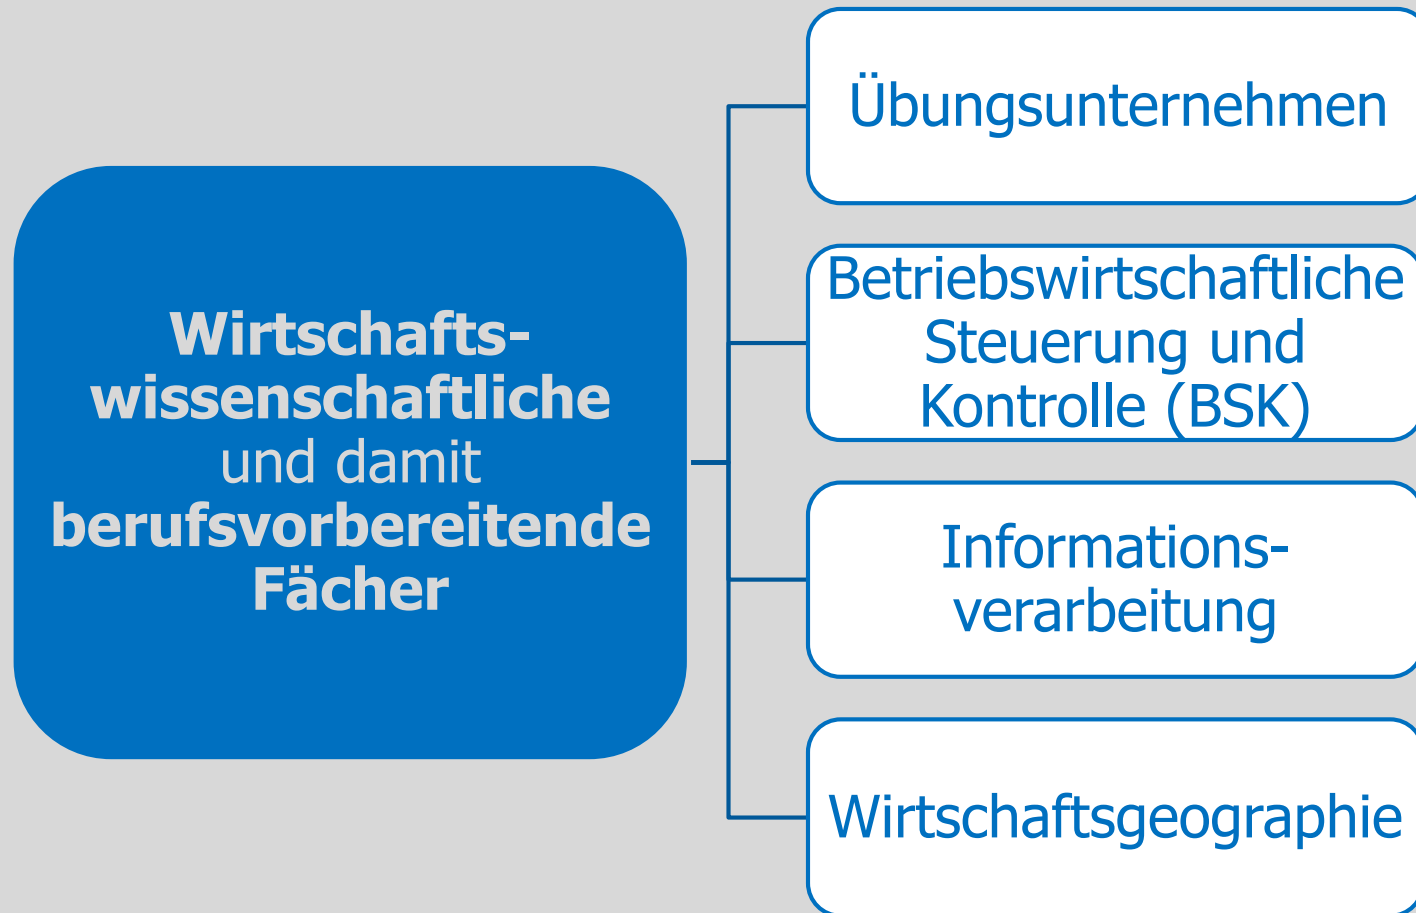 Wirtschafts-
wissenschaftliche
und damit
berufsvorbereitende
Fächer
Übungsunternehmen
Betriebswirtschaftliche
Steuerung und
Kontrolle (BSK)
Informations-
verarbeitung
Wirtschaftsgeographie